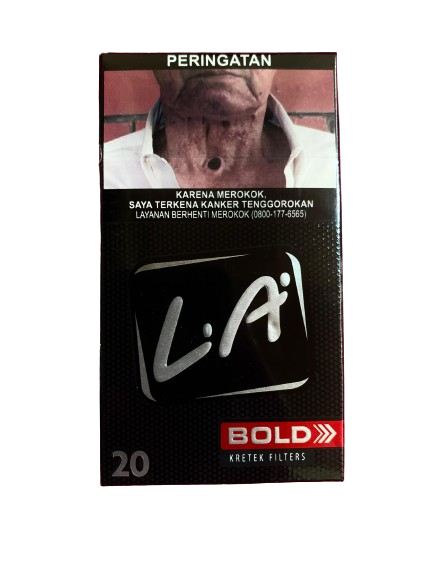 PERINGATAN
KARENA MEROKOK,
SAYA TERKENA KANKER TENGGOROKAN
LAYANAN BERHENTI MEROKOK (0800-177-6565)
L.A.
BOLD
20
KRETEK FILTERS